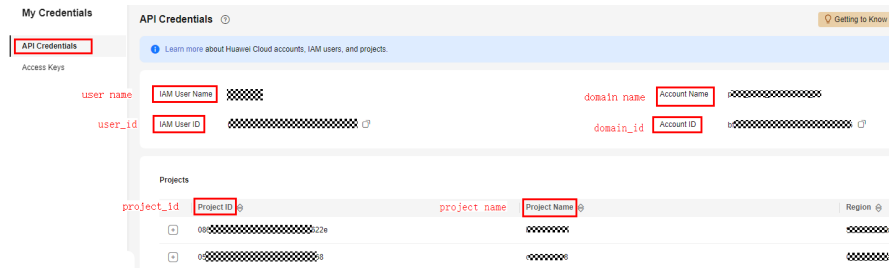 My Credentials
API Credentials
Getting to Know
API Credentials
Learn more about Huawei Cloud accounts, IAM users, and projects.
Access Keys
user name IAM User Name domain name Account Name
user_id IAM User ID domain_id Account ID
Projects
project_id Project ID project name Project Name Region